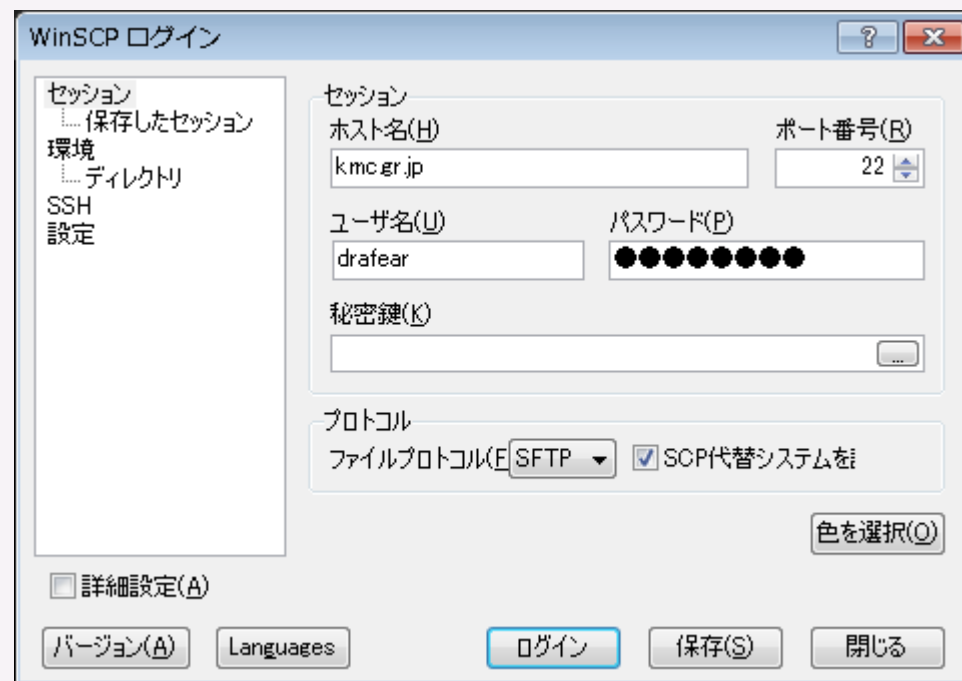 WinSCP ログイン
セッション
保存したセッション
環境
ディレクトリ
SSH
設定
セッション
ホスト名(H) ポート番号(R)
kmc.gr.jp 22
ユーザ名(U) パスワード(P)
drafear ●●●●●●●●
秘密鍵(K)
...
プロトコル
ファイルプロトコル(F SFTP SCP代替システムを
色を選択(O)
詳細設定(A)
バージョン(A) Languages ログイン 保存(S) 閉じる